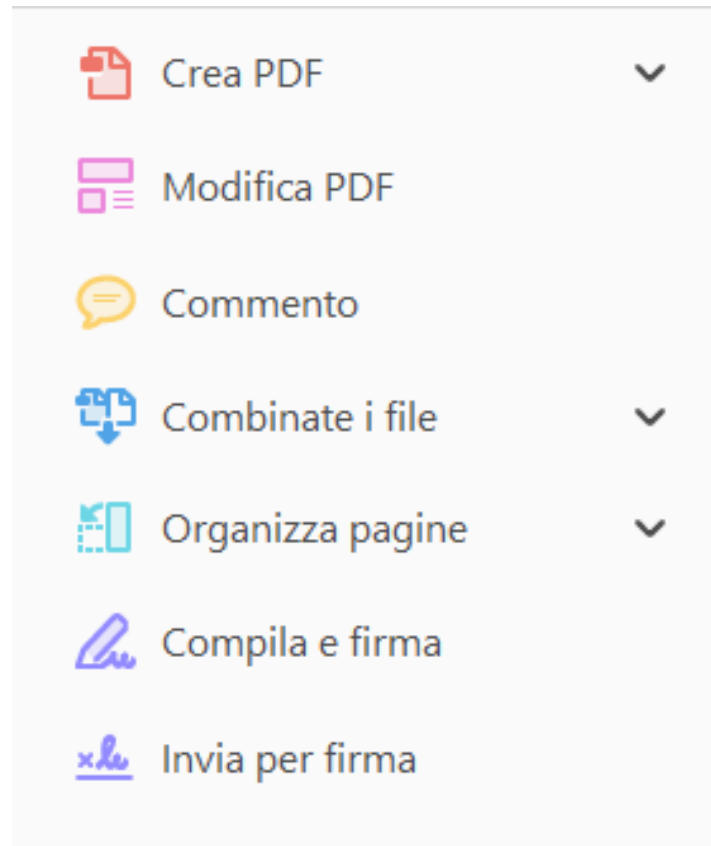 Crea PDF
Modifica PDF
Commento
Combinate i file
Organizza pagine
Compila e firma
Invia per firma